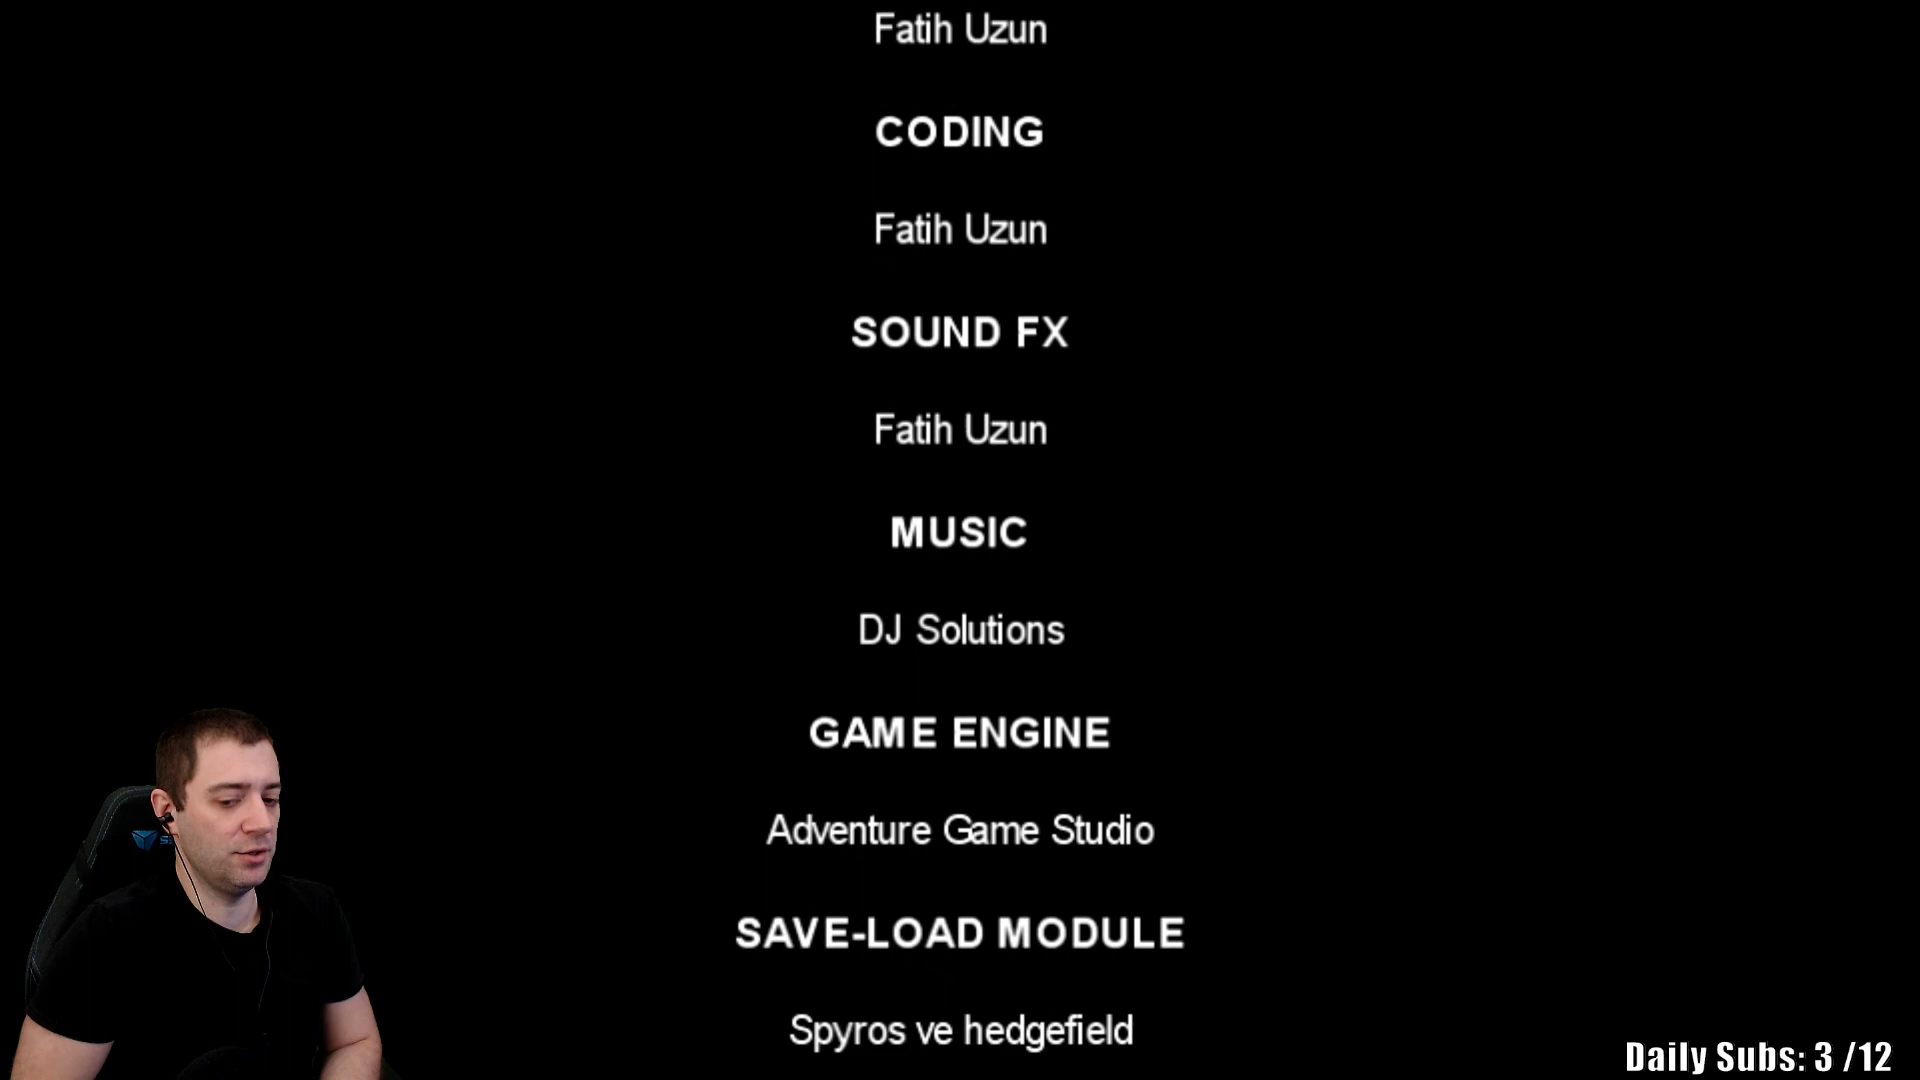 Fatih Uzun
CODING
Fatih Uzun
SOUND FX
Fatih Uzun
MUSIC
DJ Solutions
GAME ENGINE
Adventure Game Studio
SAVE-LOAD MODULE
Spyros ve hedgefield
Daily Subs: 3 /12